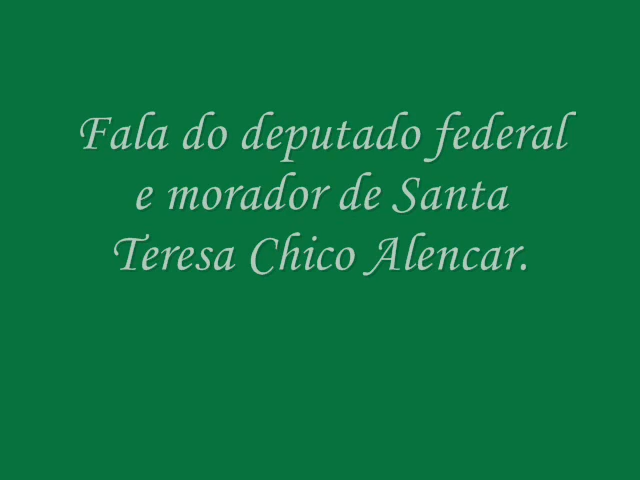 Fala do deputado federal
e morador de Santa
Teresa Chico Alencar.